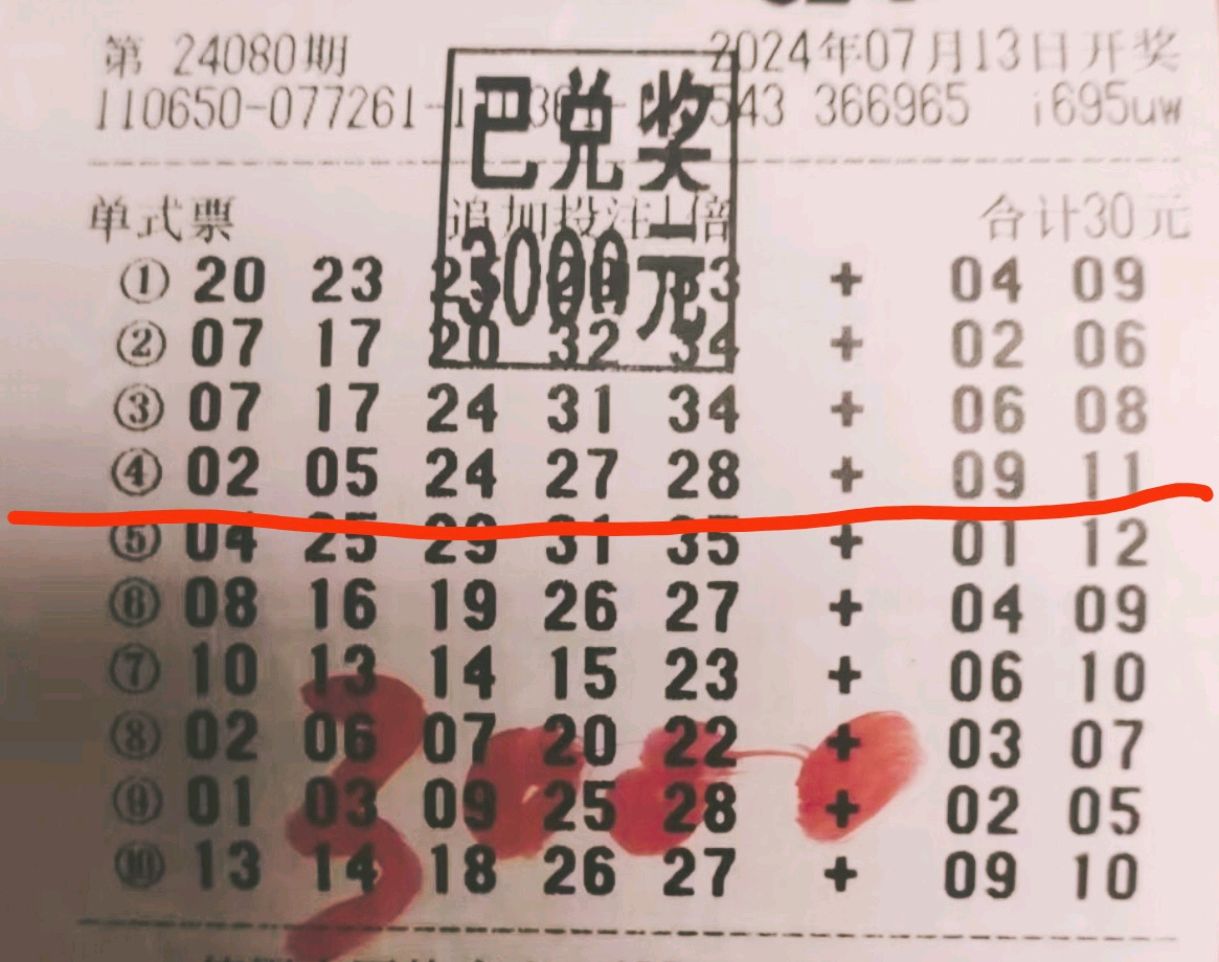 第 24080期 2024年07月13日开奖
110650-077261- 543 366965 i695uw
巴兑奖
单式票 追加投注1倍 合计30元
3000元
① 20 23 + 04 09
② 07 17 20 32 34 + 02 06
③ 07 17 24 31 34 + 06 08
④ 02 05 24 27 28 + 09 11
⑤ 04 25 29 31 35 + 01 12
⑥ 08 16 19 26 27 + 04 09
⑦ 10 13 14 15 23 + 06 10
⑧ 02 06 07 20 22 + 03 07
⑨ 01 03 09 25 28 + 02 05
⑩ 13 14 18 26 27 + 09 10
3000